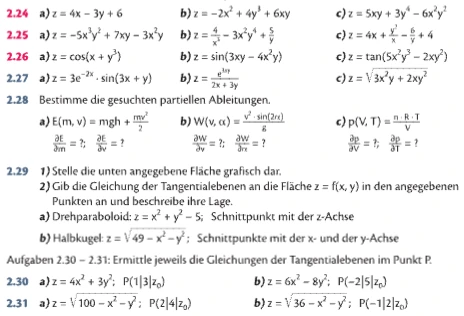 2.24 a) z = 4x − 3y + 6 b) z = −2x² + 4y³ + 6xy c) z = 5xy + 3y⁴ − 6x²y²
2.25 a) z = −5x³y² + 7xy − 3x²y b) z = 4/x³ − 3x²y⁴ + 5/y c) z = 4x + y²/x − 6/y + 4
2.26 a) z = cos(x + y³) b) z = sin(3xy − 4x²y) c) z = tan(5x²y³ − 2xy²)
2.27 a) z = 3e⁻²ˣ · sin(3x + y) b) z = /2x + 3y c) z = √(3x²y + 2xy²)
2.28 Bestimme die gesuchten partiellen Ableitungen.
a) E(m, v) = mgh + mv²/2 b) W(v, α) = v² · sin(2α)/g c) p(V, T) = n · R · T/V
∂E/∂m = ?; ∂E/∂v = ? ∂W/∂v = ?; ∂W/∂α = ? ∂p/∂V = ?; ∂p/∂T = ?
2.29 1) Stelle die unten angegebene Fläche grafisch dar.
2) Gib die Gleichung der Tangentialebenen an die Fläche z = f(x, y) in den angegebenen
Punkten an und beschreibe ihre Lage.
a) Drehparaboloid: z = x² + y² − 5; Schnittpunkt mit der z-Achse
b) Halbkugel: z = √(49 − x² − y²); Schnittpunkte mit der x- und der y-Achse
Aufgaben 2.30 – 2.31: Ermittle jeweils die Gleichungen der Tangentialebenen im Punkt P.
2.30 a) z = 4x² + 3y²; P(1|3|z₀) b) z = 6x² − 8y²; P(−2|5|z₀)
2.31 a) z = √(100 − x² − y²); P(2|4|z₀) b) z = √(36 − x² − y²); P(−1|2|z₀)